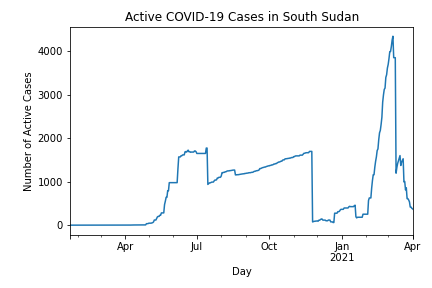 Active COVID-19 Cases in South Sudan
Number of Active Cases
4000
3000
2000
1000
0
Apr
Jul
Oct
Jan
2021
Apr
Day